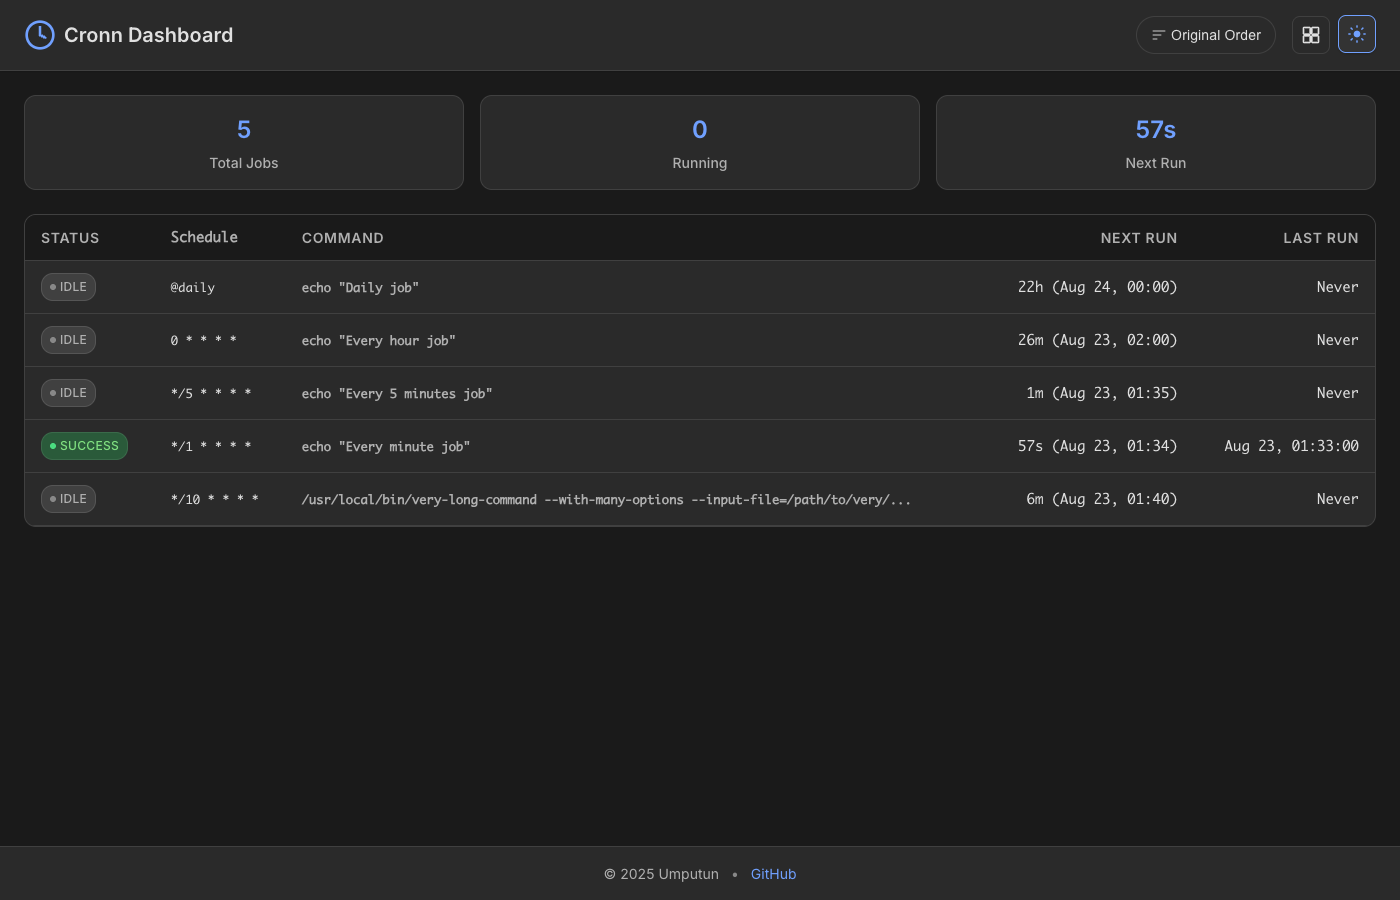 Cronn Dashboard
Original Order
5
Total Jobs
0
Running
57s
Next Run
STATUS Schedule COMMAND NEXT RUN LAST RUN
IDLE @daily echo "Daily job" 22h (Aug 24, 00:00) Never
IDLE 0 * * * * echo "Every hour job" 26m (Aug 23, 02:00) Never
IDLE */5 * * * * echo "Every 5 minutes job" 1m (Aug 23, 01:35) Never
SUCCESS */1 * * * * echo "Every minute job" 57s (Aug 23, 01:34) Aug 23, 01:33:00
IDLE */10 * * * * /usr/local/bin/very-long-command --with-many-options --input-file=/path/to/very/... 6m (Aug 23, 01:40) Never
© 2025 Umputun • GitHub